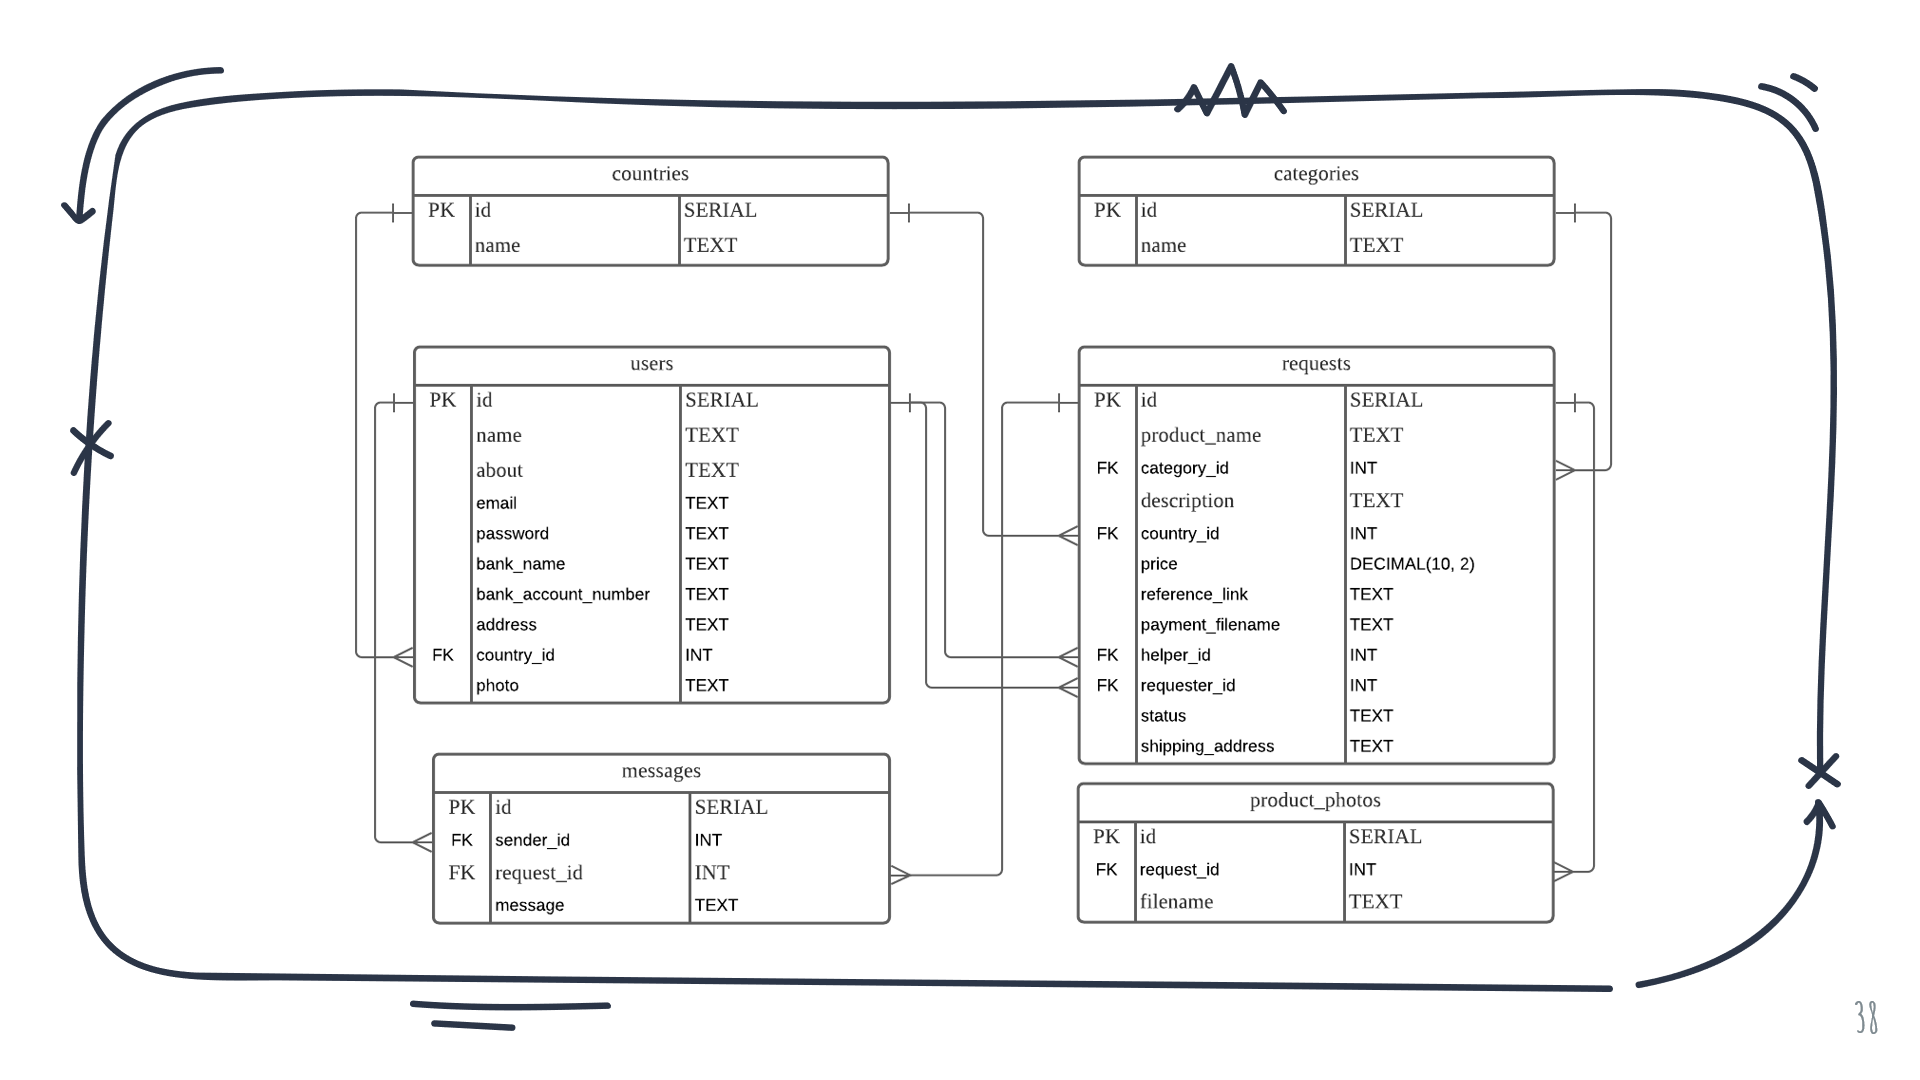 countries
PK id SERIAL
name TEXT
categories
PK id SERIAL
name TEXT
users
PK id SERIAL
name TEXT
about TEXT
email TEXT
password TEXT
bank_name TEXT
bank_account_number TEXT
address TEXT
FK country_id INT
photo TEXT
requests
PK id SERIAL
product_name TEXT
FK category_id INT
description TEXT
FK country_id INT
price DECIMAL(10, 2)
reference_link TEXT
payment_filename TEXT
FK helper_id INT
FK requester_id INT
status TEXT
shipping_address TEXT
messages
PK id SERIAL
FK sender_id INT
FK request_id INT
message TEXT
product_photos
PK id SERIAL
FK request_id INT
filename TEXT
38